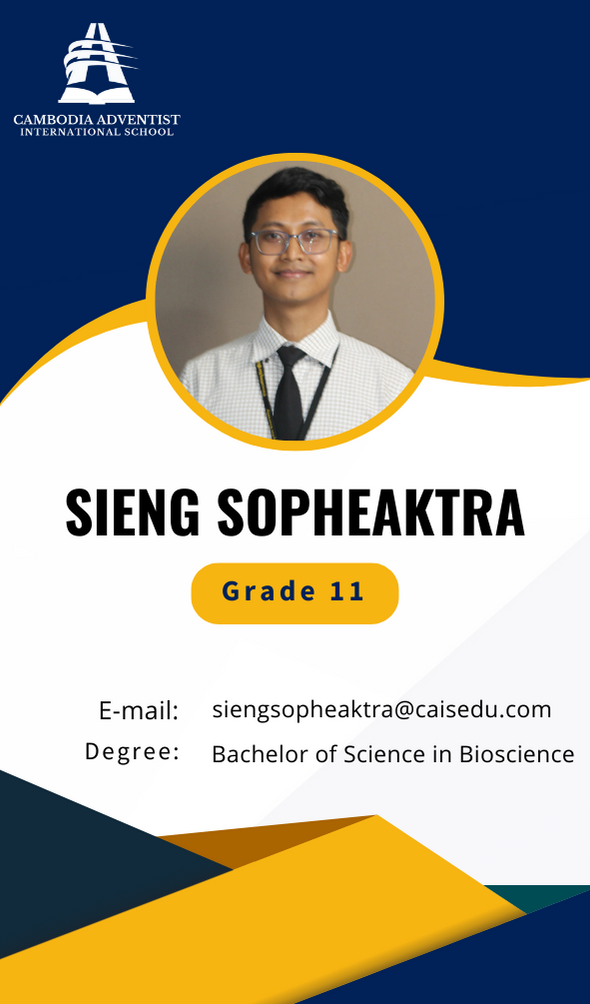 CAMBODIA ADVENTIST
INTERNATIONAL SCHOOL
SIENG SOPHEAKTRA
Grade 11
E-mail: siengsopheaktra@caisedu.com
Degree: Bachelor of Science in Bioscience